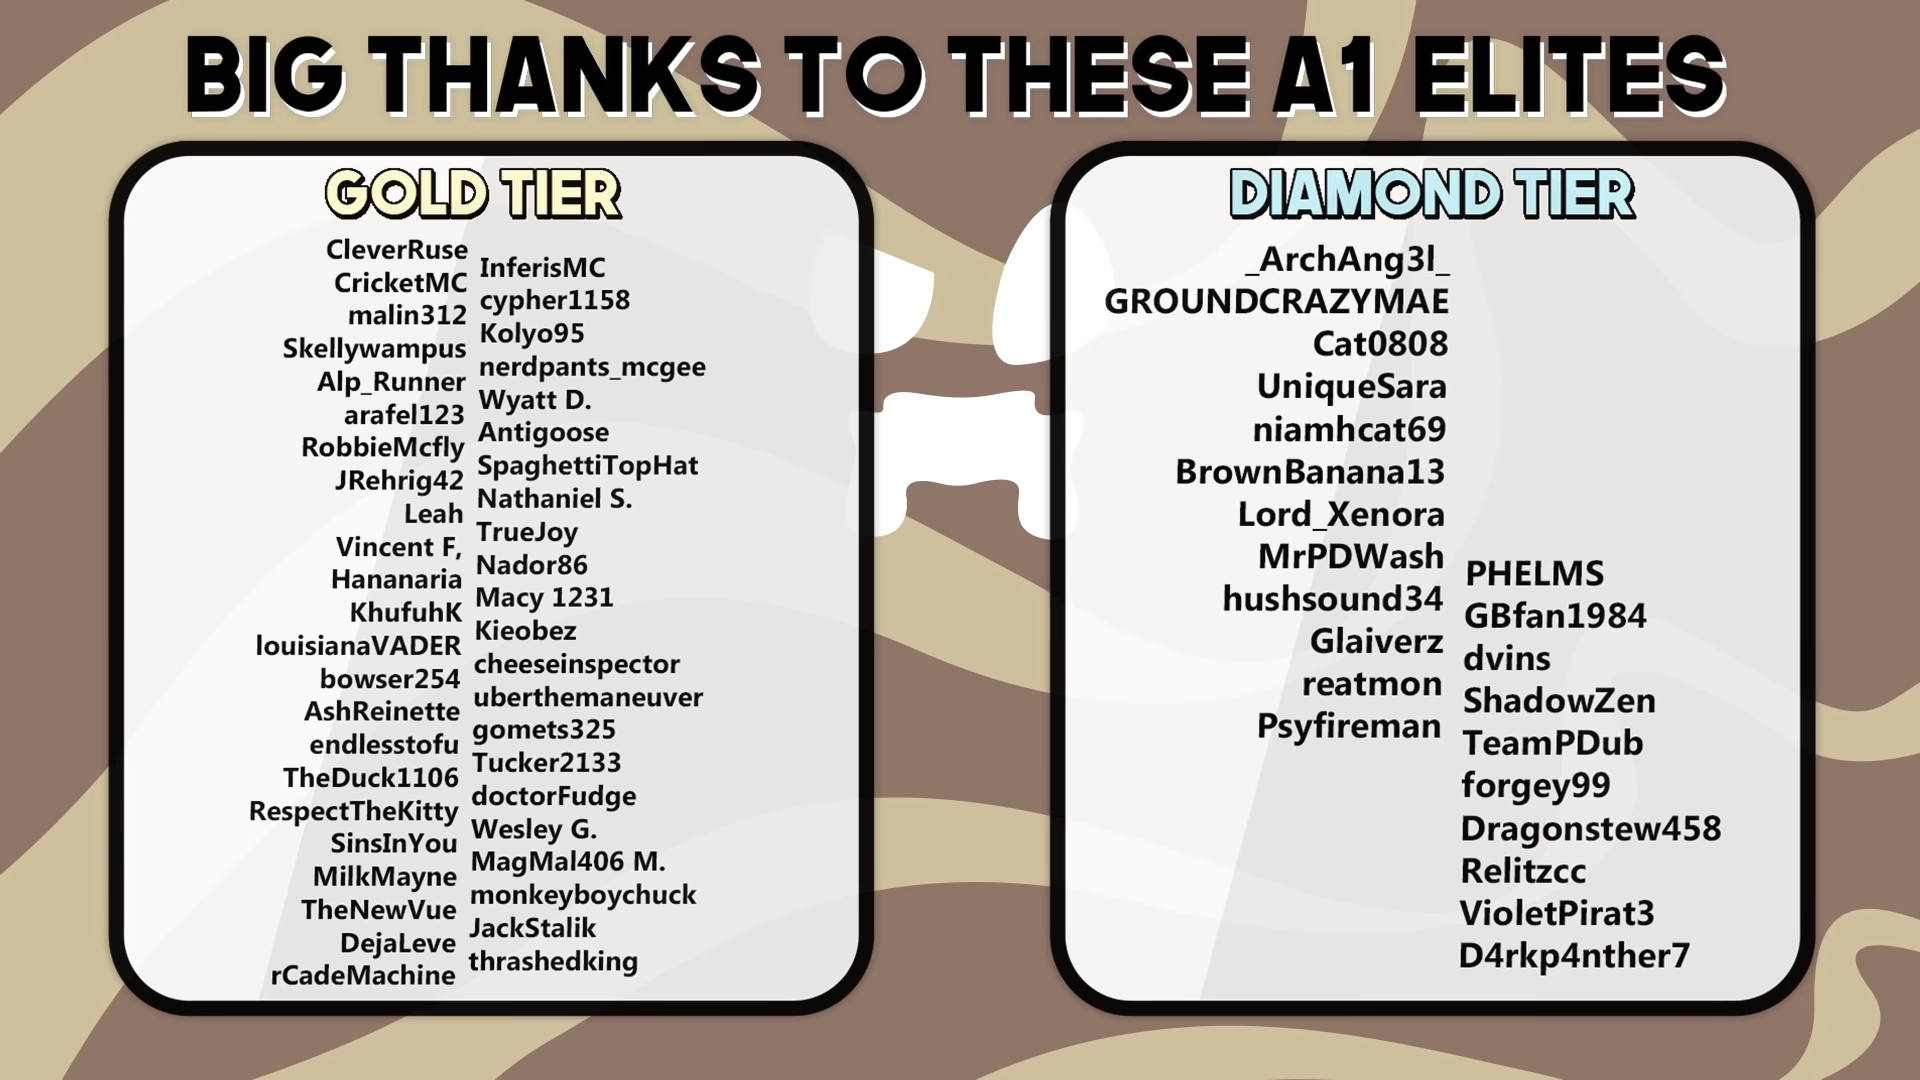 BIG THANKS TO THESE A1 ELITES
GOLD TIER
CleverRuse
CricketMC
malin312
Skellywampus
Alp_Runner
arafel123
RobbieMcfly
JRehrig42
Leah
Vincent F,
Hananaria
KhufuhK
louisianaVADER
bowser254
AshReinette
endlesstofu
TheDuck1106
RespectTheKitty
SinsInYou
MilkMayne
TheNewVue
DejaLeve
rCadeMachine
InferisMC
cypher1158
Kolyo95
nerdpants_mcgee
Wyatt D.
Antigoose
SpaghettiTopHat
Nathaniel S.
TrueJoy
Nador86
Macy 1231
Kieobez
cheeseinspector
uberthemaneuver
gomets325
Tucker2133
doctorFudge
Wesley G.
MagMal406 M.
monkeyboychuck
JackStalik
thrashedking
DIAMOND TIER
_ArchAng3l_
GROUNDCRAZYMAE
Cat0808
UniqueSara
niamhcat69
BrownBanana13
Lord_Xenora
MrPDWash
hushsound34
Glaiverz
reatmon
Psyfireman
PHELMS
GBfan1984
dvins
ShadowZen
TeamPDub
forgey99
Dragonstew458
Relitzcc
VioletPirat3
D4rkp4nther7